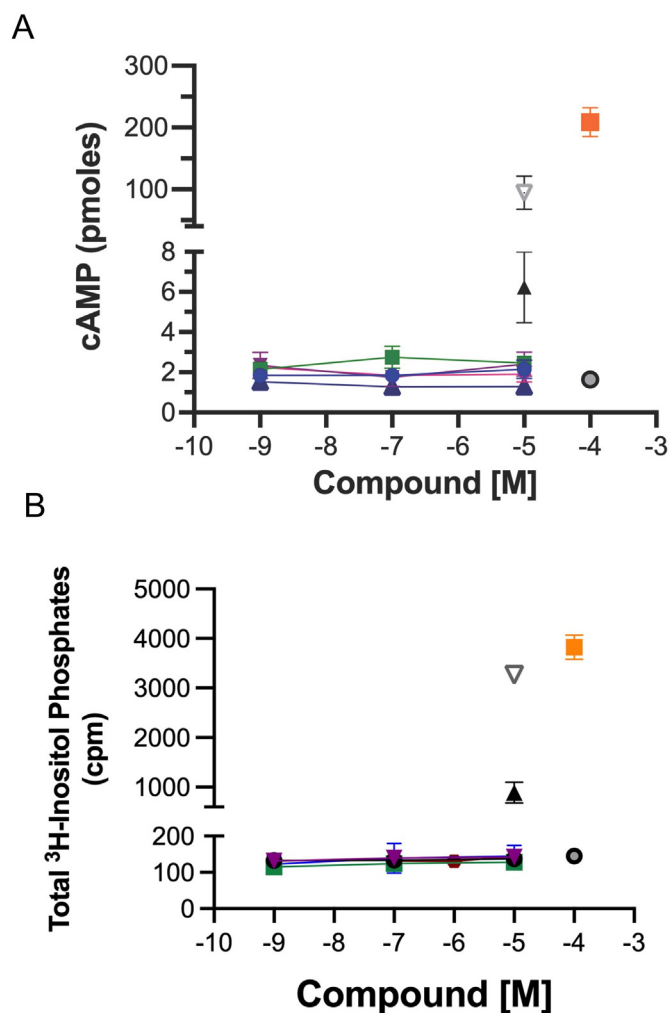 A
300
200
100
8
6
4
2
0
cAMP (pmoles)
-10 -9 -8 -7 -6 -5 -4 -3
Compound [M]
B
5000
4000
3000
2000
1000
200
100
0
Total ³H-Inositol Phosphates
(cpm)
-10 -9 -8 -7 -6 -5 -4 -3
Compound [M]